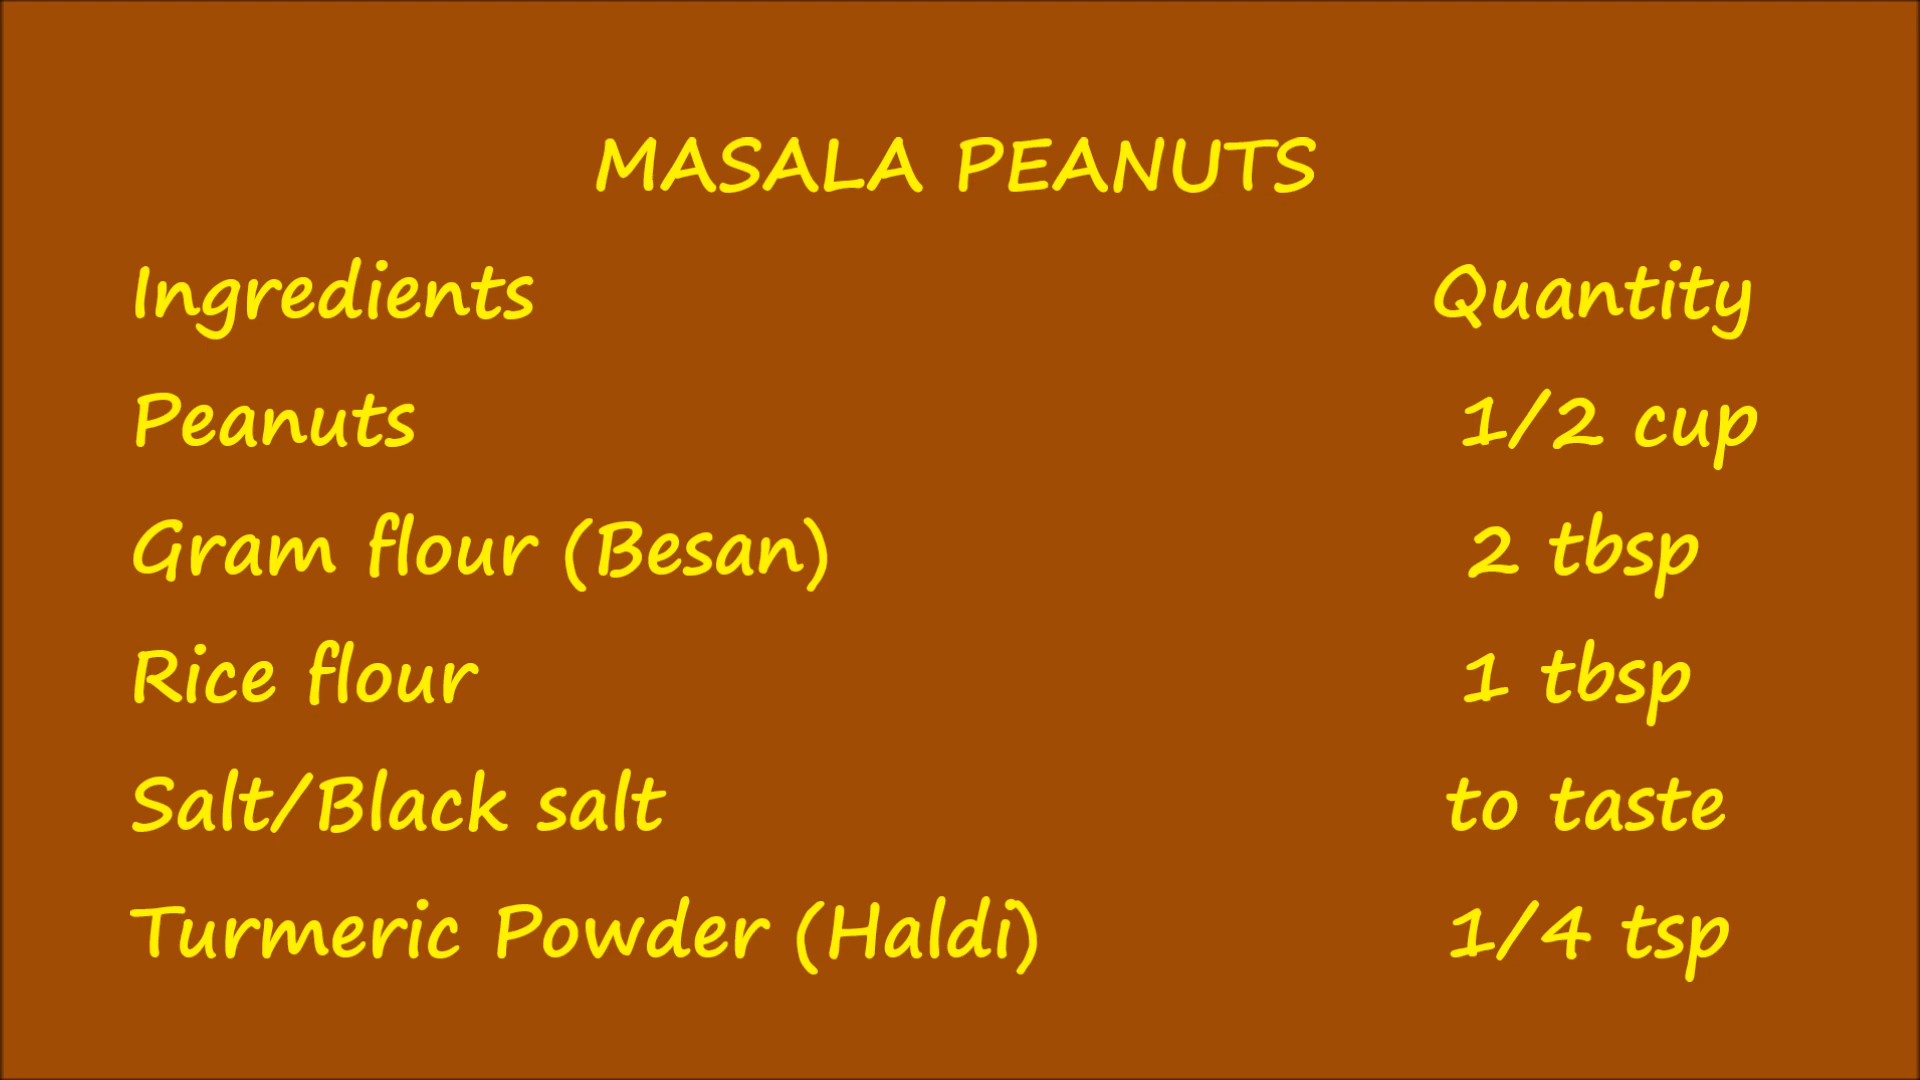 MASALA PEANUTS
Ingredients Quantity
Peanuts 1/2 cup
Gram flour (Besan) 2 tbsp
Rice flour 1 tbsp
Salt/Black salt to taste
Turmeric Powder (Haldi) 1/4 tsp